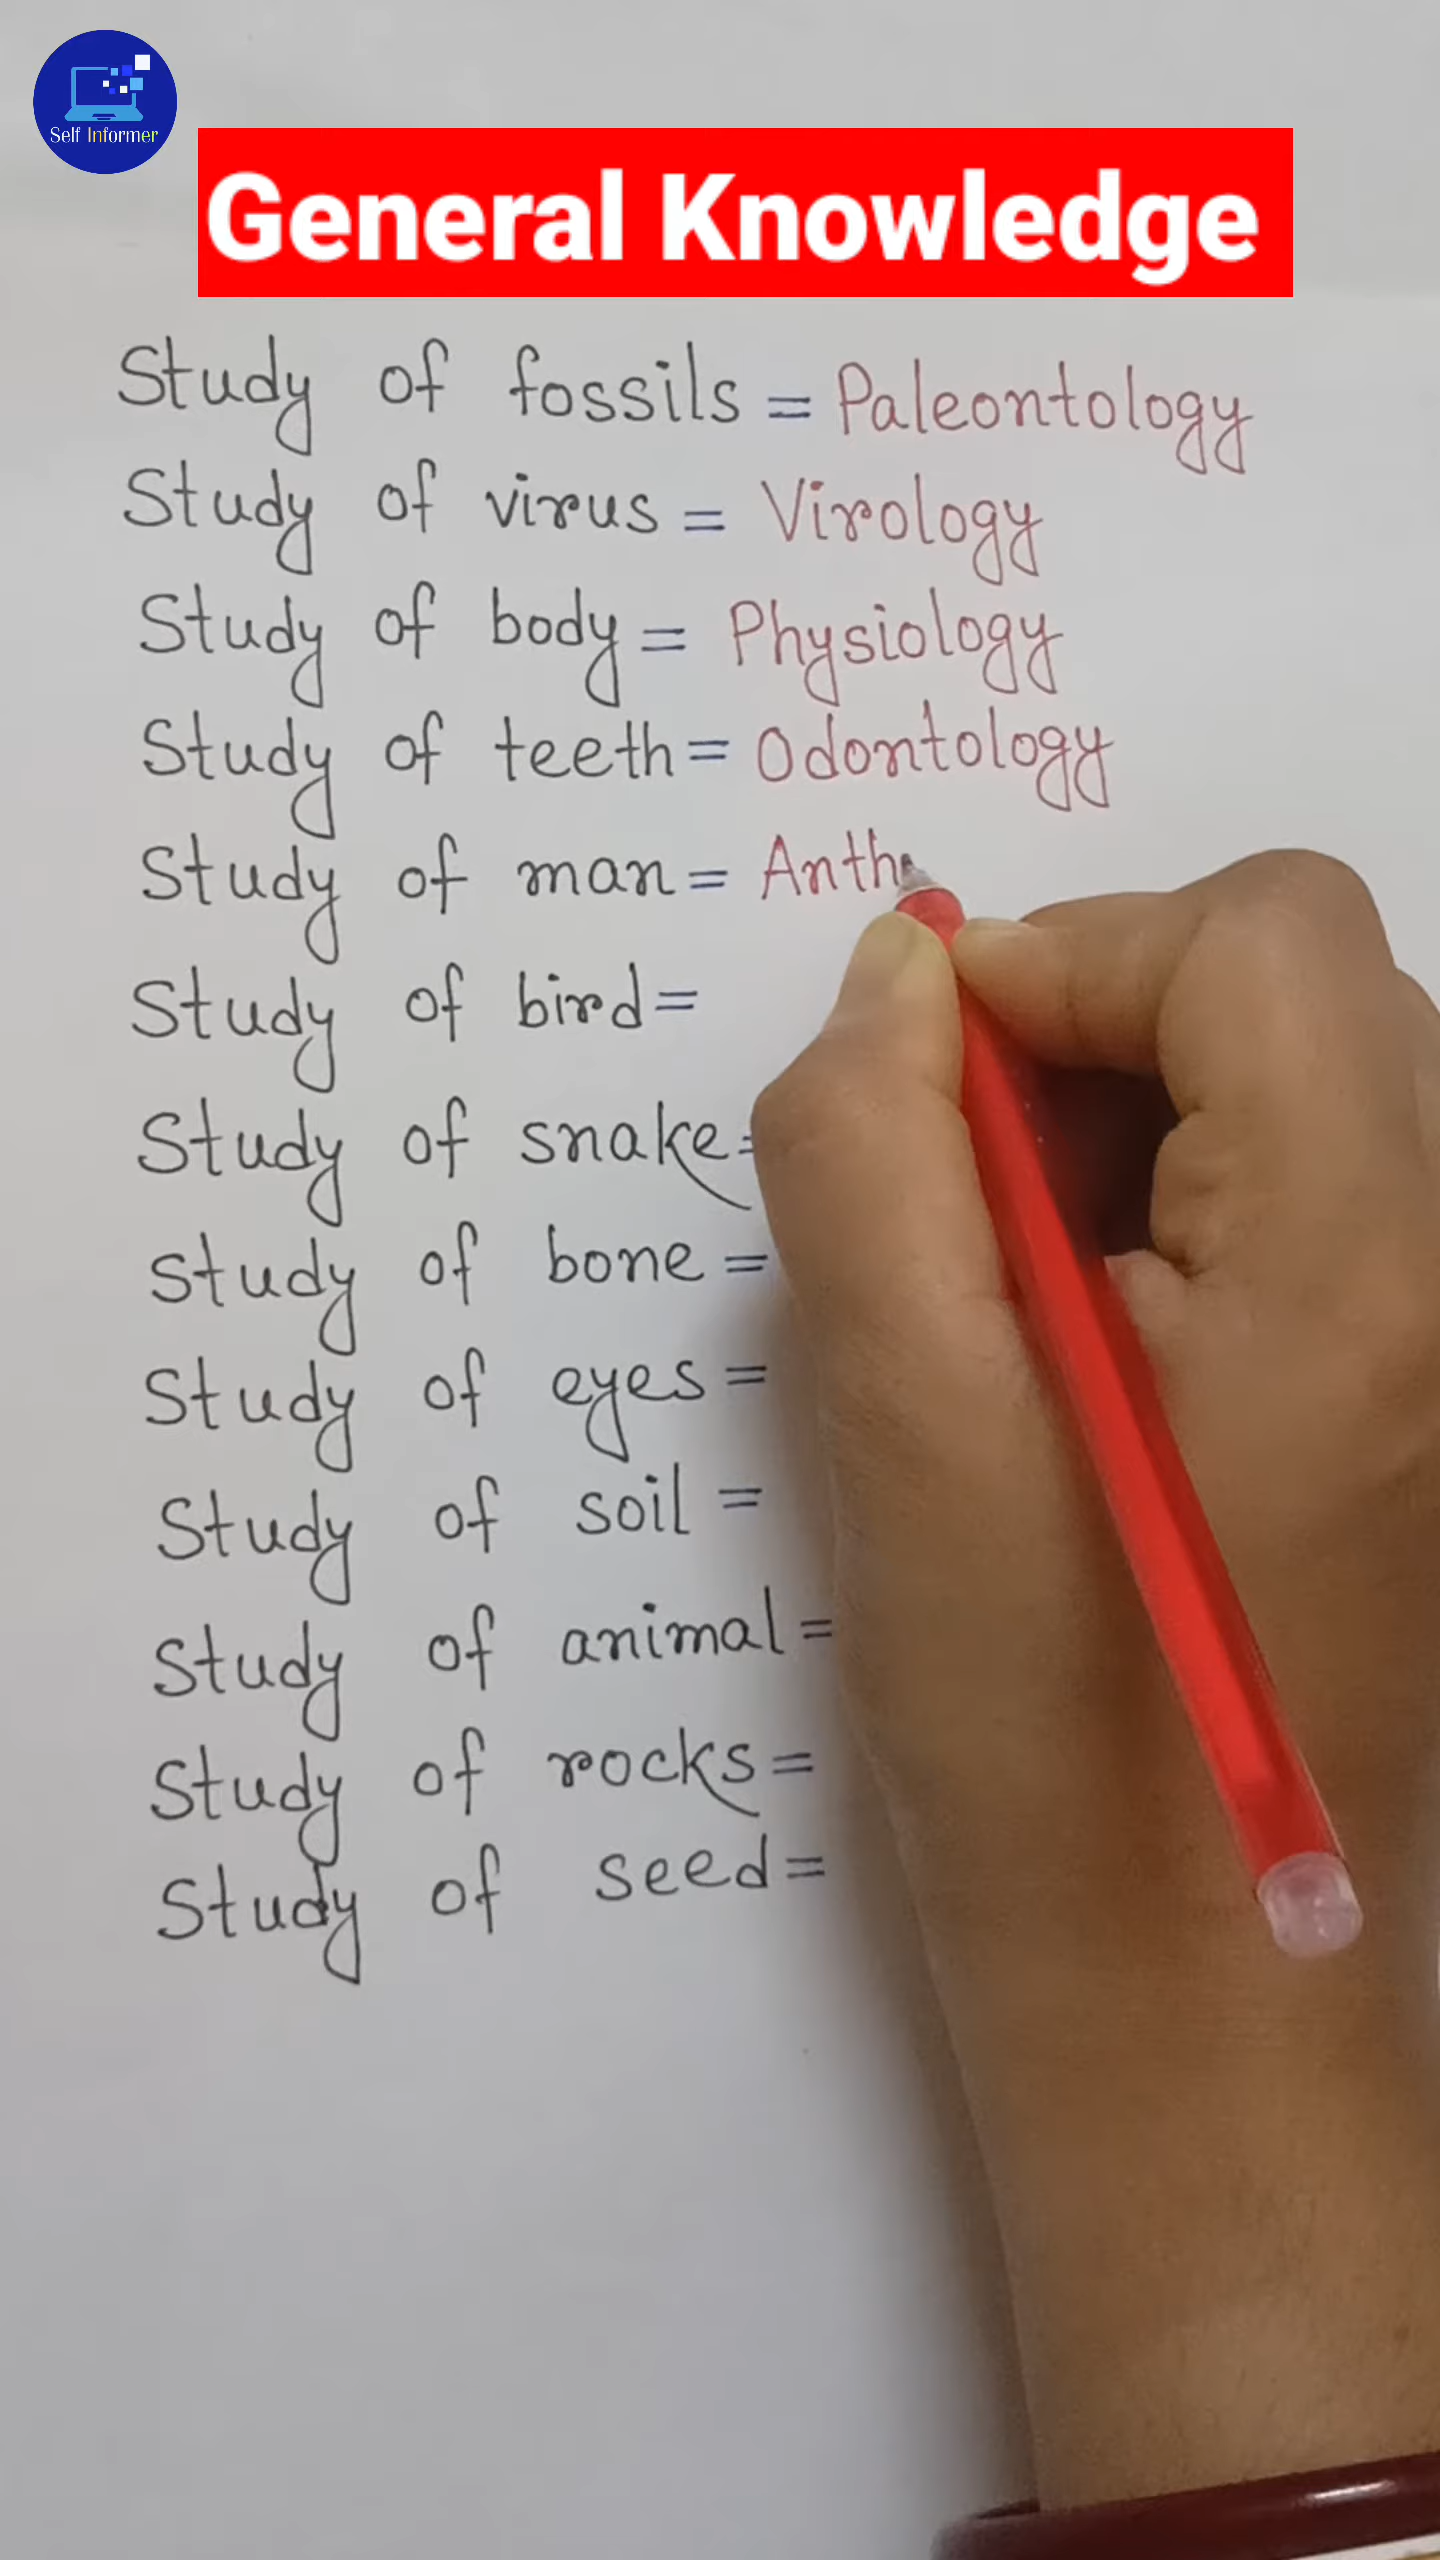 Self Informer
General Knowledge
Study of fossils = Paleontology
Study of virus = Virology
Study of body = Physiology
Study of teeth = Odontology
Study of man = Anth
Study of bird =
Study of snake =
Study of bone =
Study of eyes =
Study of soil =
Study of animal =
Study of rocks =
Study of seed =